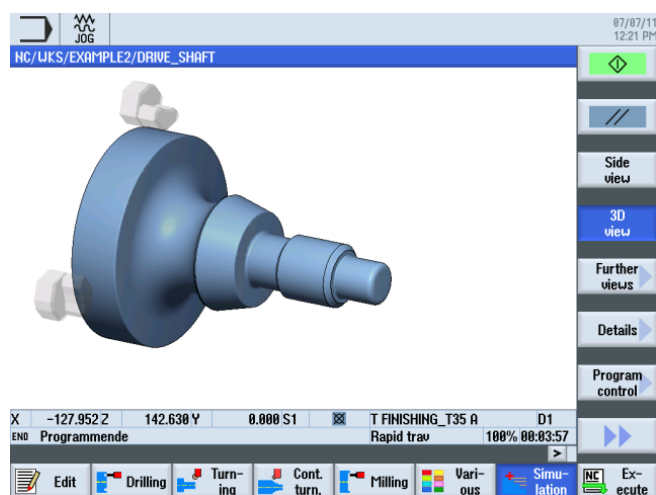 JOG
07/07/11
12:21 PM
NC/WKS/EXAMPLE2/DRIVE_SHAFT
Side
view
3D
view
Further
views
Details
Program
control
X -127.952 Z 142.630 Y 0.000 S1 T FINISHING_T35 A D1
END Programmende Rapid trav 100% 00:03:57
>
Edit
Drilling
Turn-
ing
Cont.
turn.
Milling
Vari-
ous
Simu-
lation
NC
Ex-
ecute